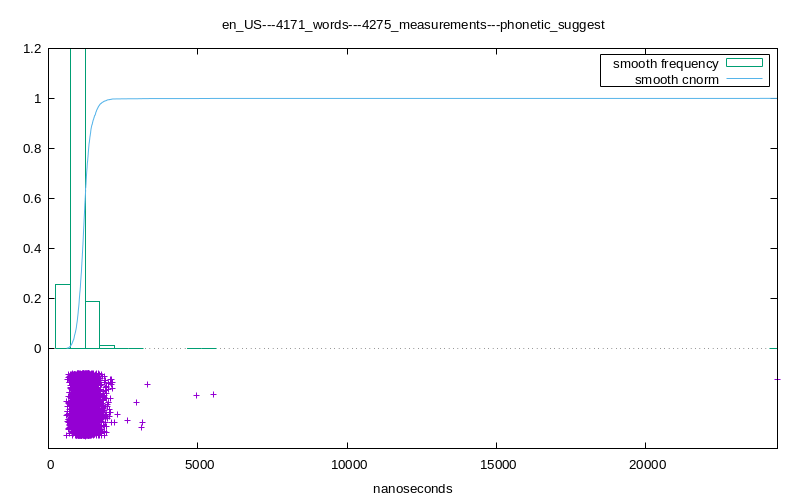 en_US---4171_words---4275_measurements---phonetic_suggest
smooth frequency
smooth cnorm
1.2
1
0.8
0.6
0.4
0.2
0
0 5000 10000 15000 20000
nanoseconds